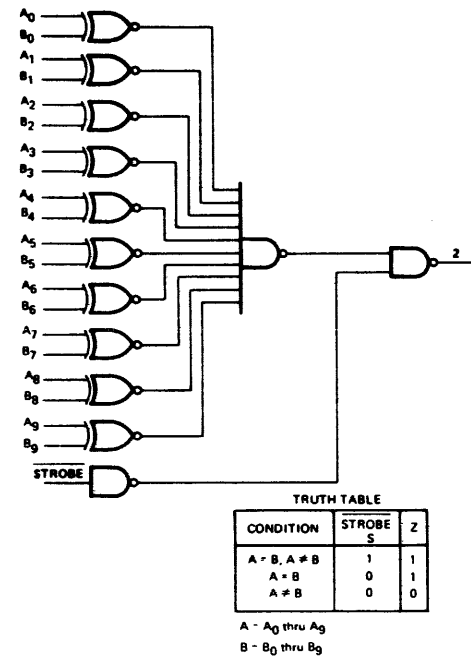 A0
B0
A1
B1
A2
B2
A3
B3
A4
B4
A5
B5
A6
B6
A7
B7
A8
B8
A9
B9
STROBE
2
TRUTH TABLE
CONDITION STROBE S Z
A = B, A ≠ B 1 1
A = B 0 1
A ≠ B 0 0
A - A0 thru A9
B - B0 thru B9